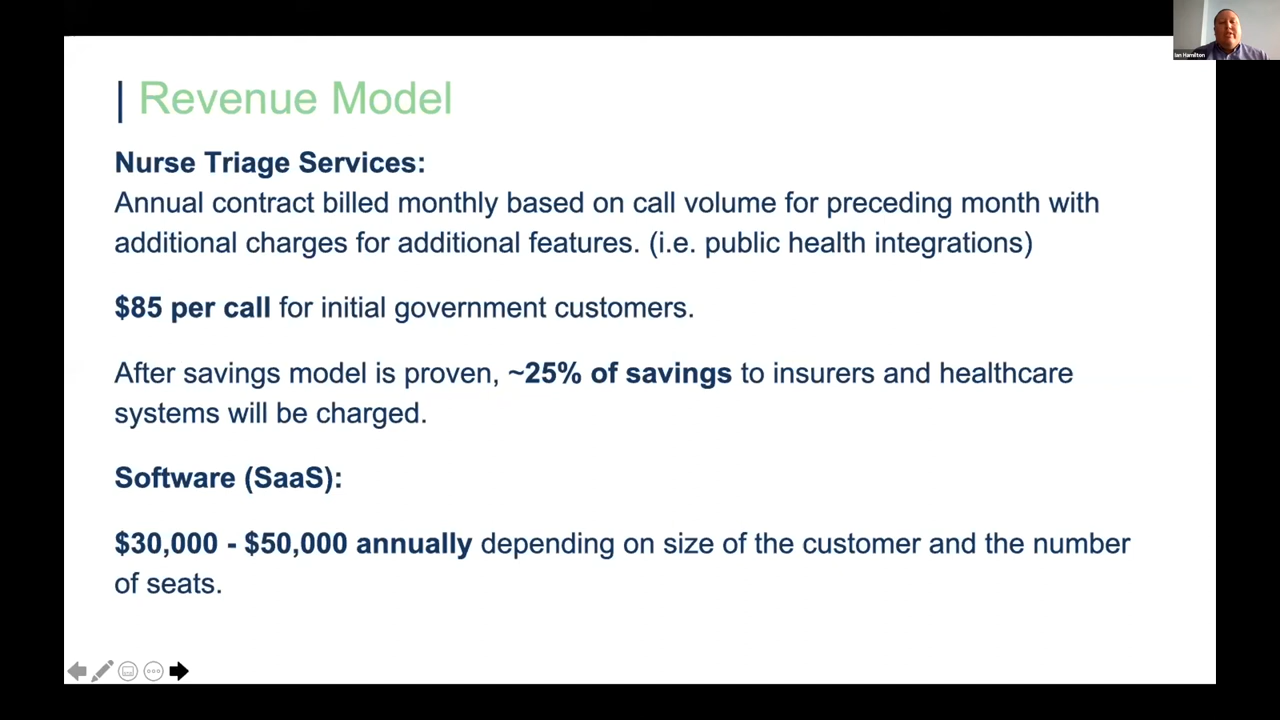 Ian Hamilton
| Revenue Model
Nurse Triage Services:
Annual contract billed monthly based on call volume for preceding month with
additional charges for additional features. (i.e. public health integrations)
$85 per call for initial government customers.
After savings model is proven, ~25% of savings to insurers and healthcare
systems will be charged.
Software (SaaS):
$30,000 - $50,000 annually depending on size of the customer and the number
of seats.